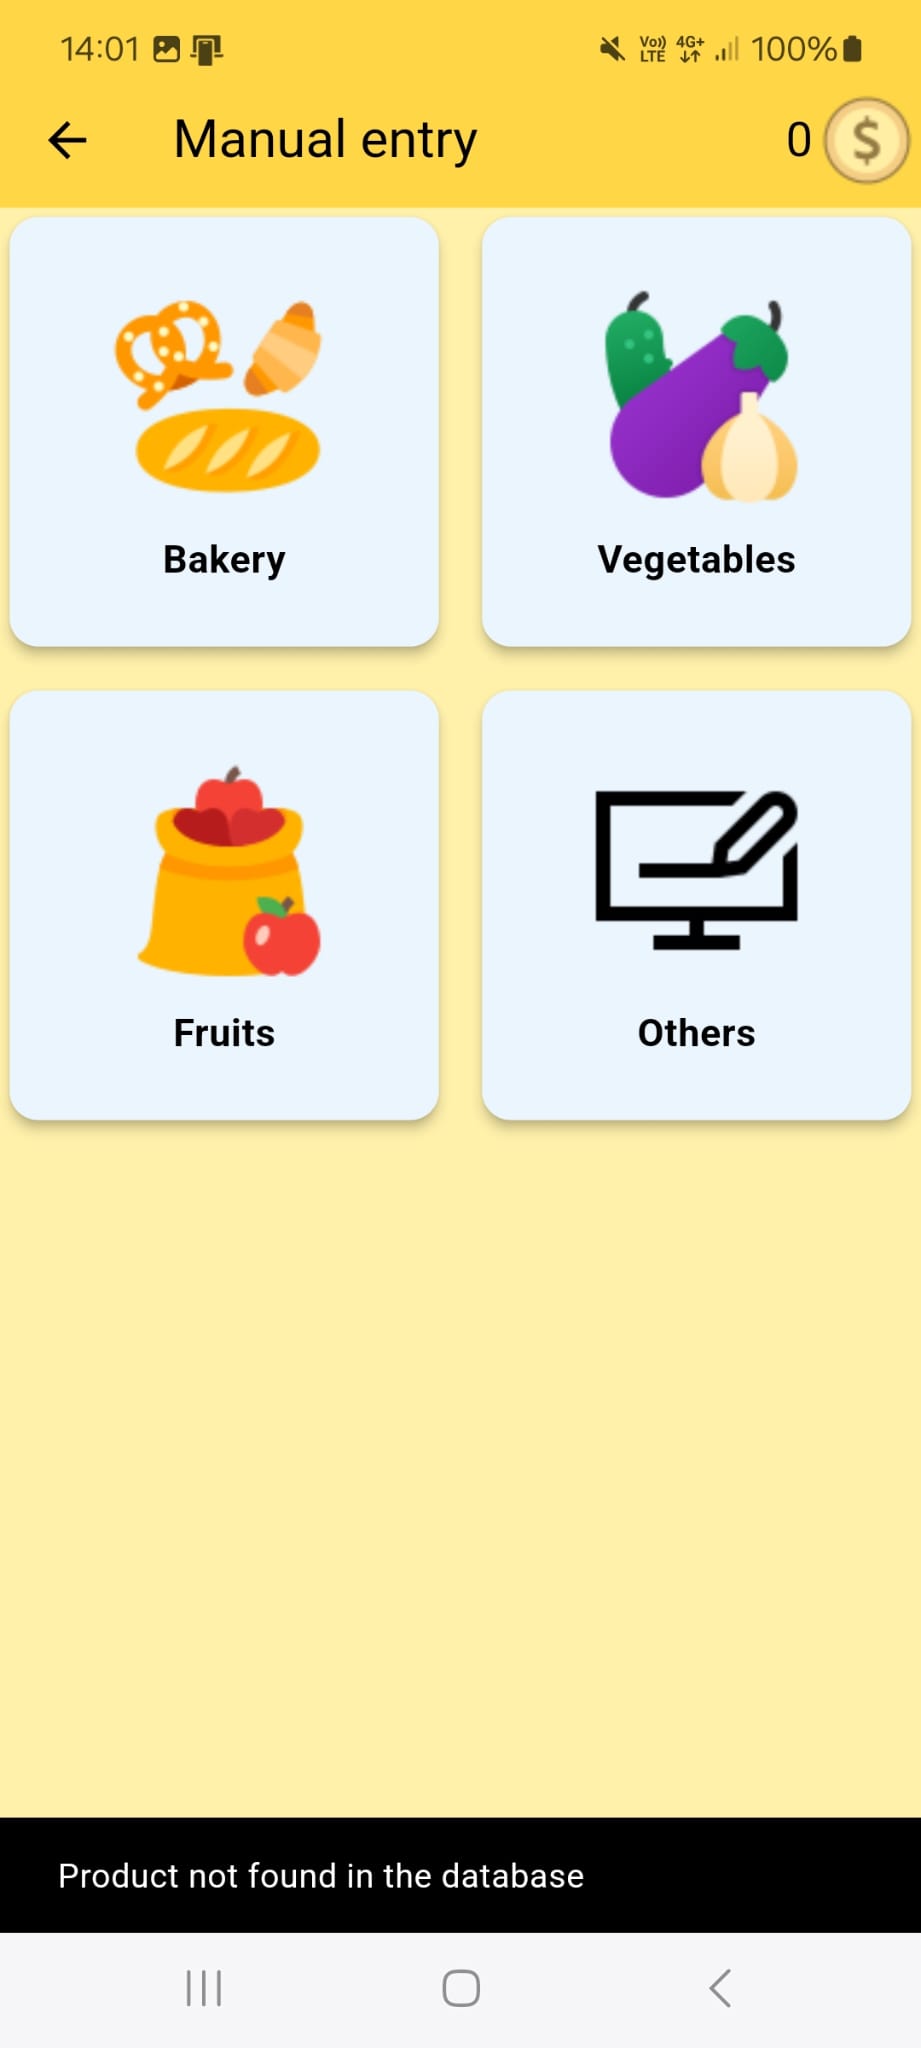 14:01 Vo)) LTE 4G+ 100%
Manual entry 0 $
Bakery Vegetables
Fruits Others
Product not found in the database